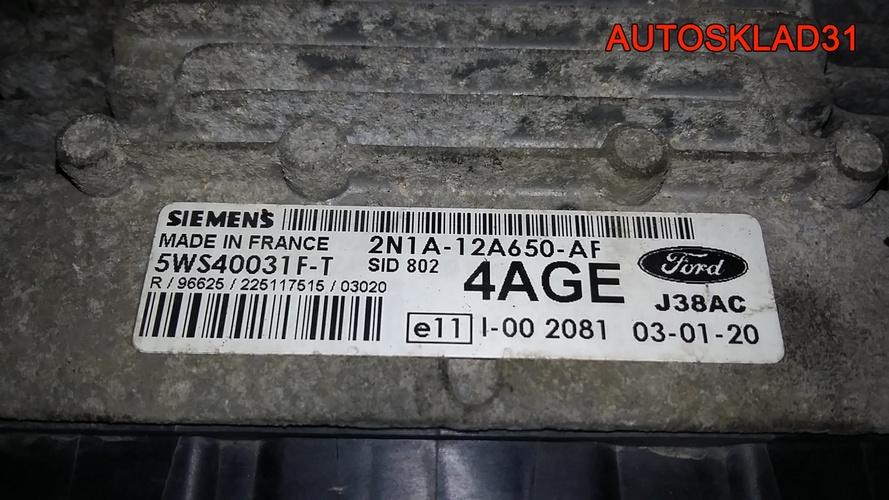 AUTOSKLAD31
SIEMENS
MADE IN FRANCE 2N1A-12A650-AF
5WS40031F-T SID 802 4AGE Ford
R / 96625 / 225117515 / 03020 J38AC
e11 I-00 2081 03-01-20